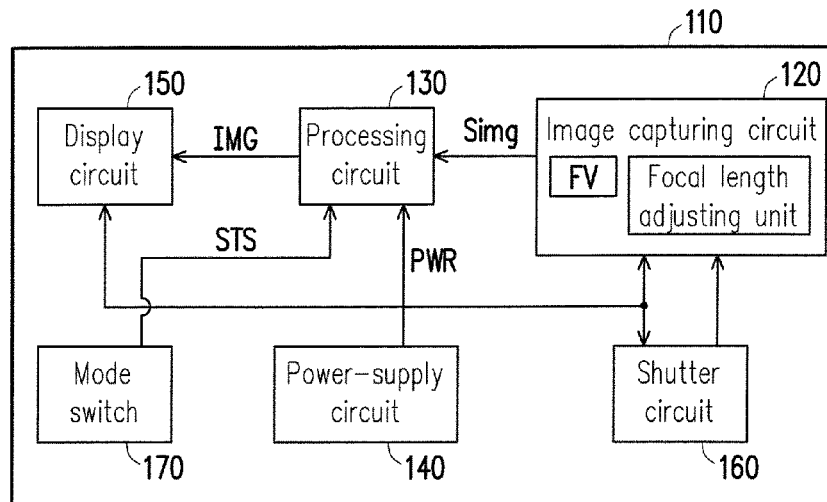 110
150
130
120
Display
circuit
IMG
Processing
circuit
Simg
Image capturing circuit
FV
Focal length
adjusting unit
STS
PWR
Mode
switch
Power-supply
circuit
Shutter
circuit
170
140
160